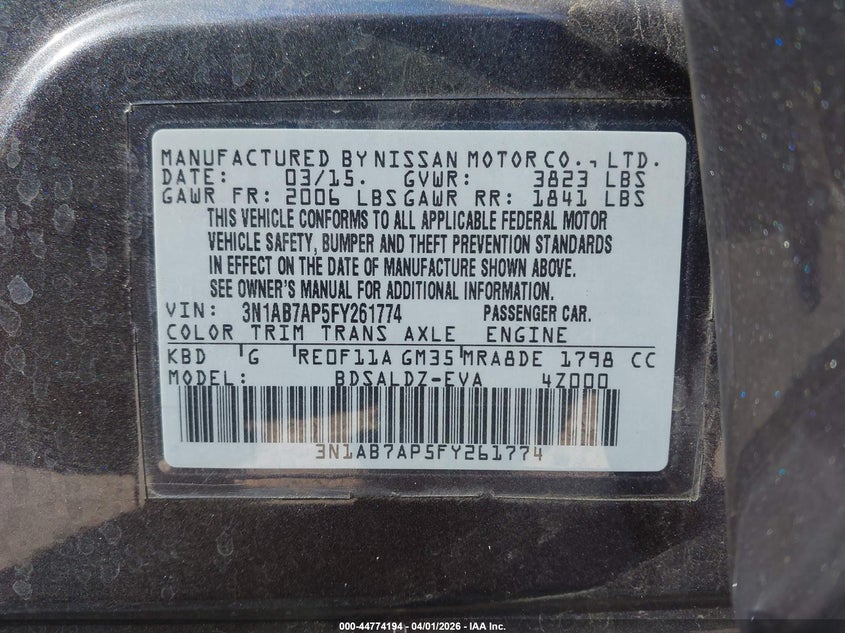 MANUFACTURED BY NISSAN MOTOR CO., LTD.
DATE: 03/15. GVWR: 3823 LBS
GAWR FR: 2006 LBS GAWR RR: 1841 LBS
THIS VEHICLE CONFORMS TO ALL APPLICABLE FEDERAL MOTOR
VEHICLE SAFETY, BUMPER AND THEFT PREVENTION STANDARDS
IN EFFECT ON THE DATE OF MANUFACTURE SHOWN ABOVE.
SEE OWNER'S MANUAL FOR ADDITIONAL INFORMATION.
VIN: 3N1AB7AP5FY261774 PASSENGER CAR.
COLOR TRIM TRANS AXLE ENGINE
KBD G RE0F11A GM35 MRA8DE 1798 CC
MODEL: BDSALDZ-EVA 4Z000
3N1AB7AP5FY261774
000-44774194 - 04/01/2026 - IAA Inc.